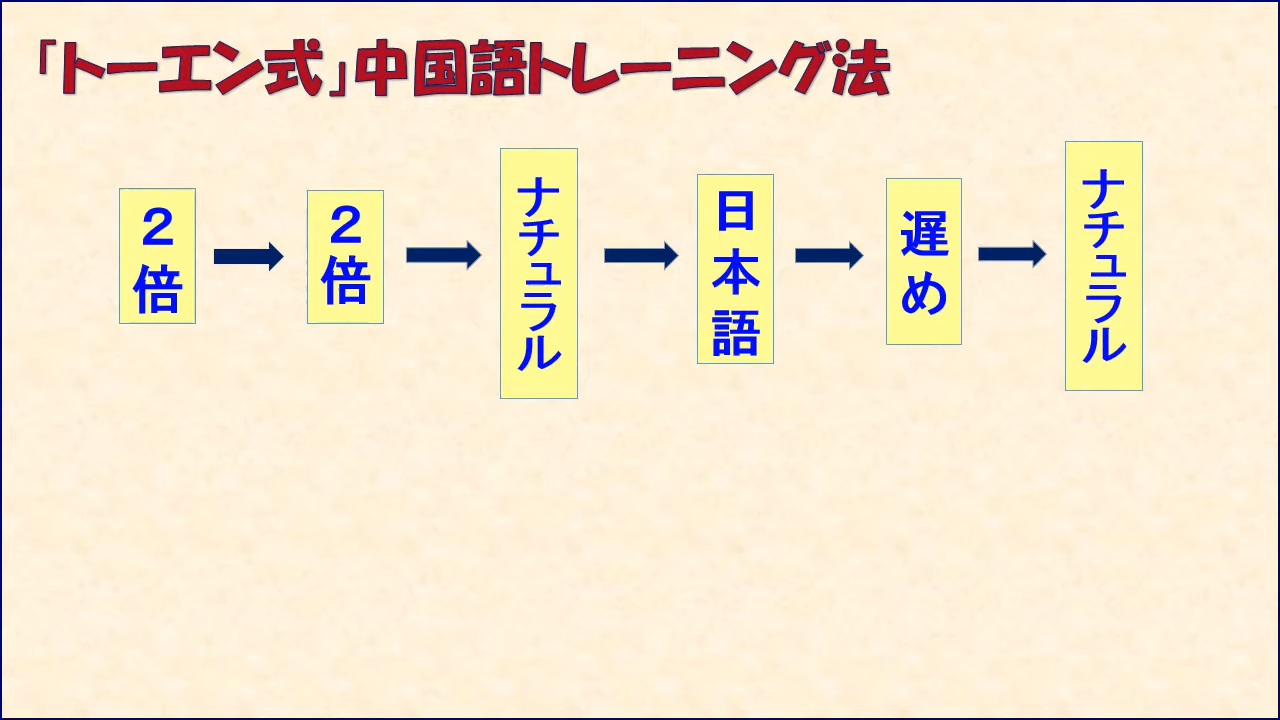 「トーエン式」中国語トレーニング法
２倍
２倍
ナチュラル
日本語
遅め
ナチュラル